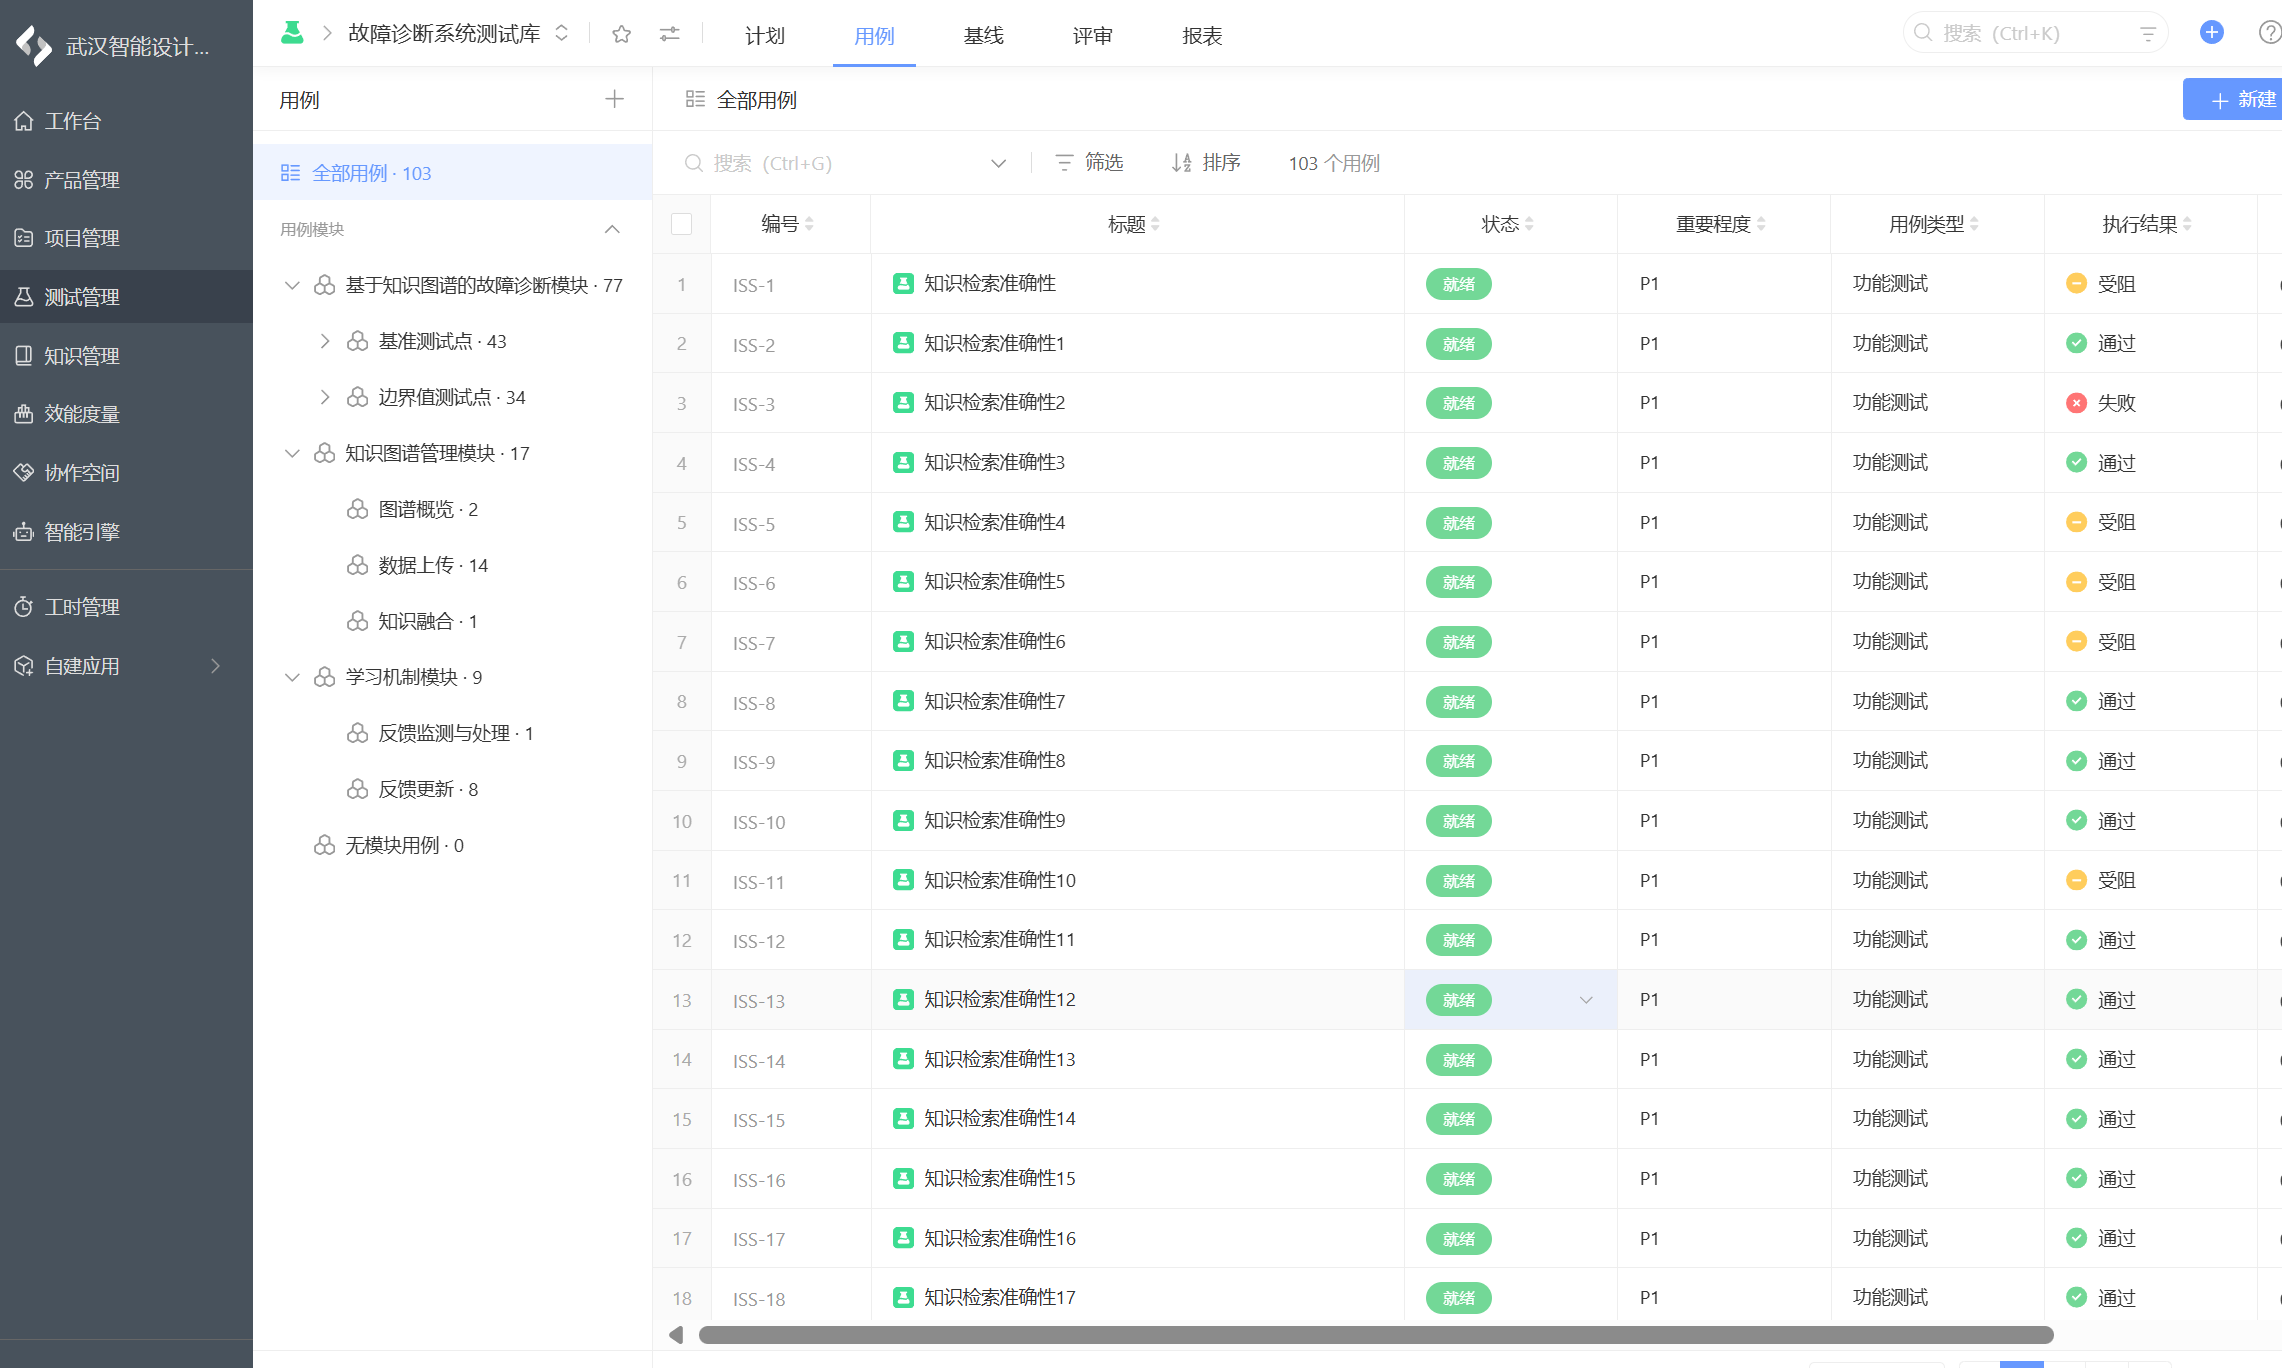 武汉智能设计...
工作台
产品管理
项目管理
测试管理
知识管理
效能度量
协作空间
智能引擎
工时管理
自建应用
故障诊断系统测试库
计划 用例 基线 评审 报表
搜索 (Ctrl+K)
用例
全部用例 · 103
用例模块
基于知识图谱的故障诊断模块 · 77
基准测试点 · 43
边界值测试点 · 34
知识图谱管理模块 · 17
图谱概览 · 2
数据上传 · 14
知识融合 · 1
学习机制模块 · 9
反馈监测与处理 · 1
反馈更新 · 8
无模块用例 · 0
全部用例
新建
搜索 (Ctrl+G) 筛选 排序 103 个用例
编号 标题 状态 重要程度 用例类型 执行结果
1 ISS-1 知识检索准确性 就绪 P1 功能测试 受阻
2 ISS-2 知识检索准确性1 就绪 P1 功能测试 通过
3 ISS-3 知识检索准确性2 就绪 P1 功能测试 失败
4 ISS-4 知识检索准确性3 就绪 P1 功能测试 通过
5 ISS-5 知识检索准确性4 就绪 P1 功能测试 受阻
6 ISS-6 知识检索准确性5 就绪 P1 功能测试 受阻
7 ISS-7 知识检索准确性6 就绪 P1 功能测试 受阻
8 ISS-8 知识检索准确性7 就绪 P1 功能测试 通过
9 ISS-9 知识检索准确性8 就绪 P1 功能测试 通过
10 ISS-10 知识检索准确性9 就绪 P1 功能测试 通过
11 ISS-11 知识检索准确性10 就绪 P1 功能测试 受阻
12 ISS-12 知识检索准确性11 就绪 P1 功能测试 通过
13 ISS-13 知识检索准确性12 就绪 P1 功能测试 通过
14 ISS-14 知识检索准确性13 就绪 P1 功能测试 通过
15 ISS-15 知识检索准确性14 就绪 P1 功能测试 通过
16 ISS-16 知识检索准确性15 就绪 P1 功能测试 通过
17 ISS-17 知识检索准确性16 就绪 P1 功能测试 通过
18 ISS-18 知识检索准确性17 就绪 P1 功能测试 通过